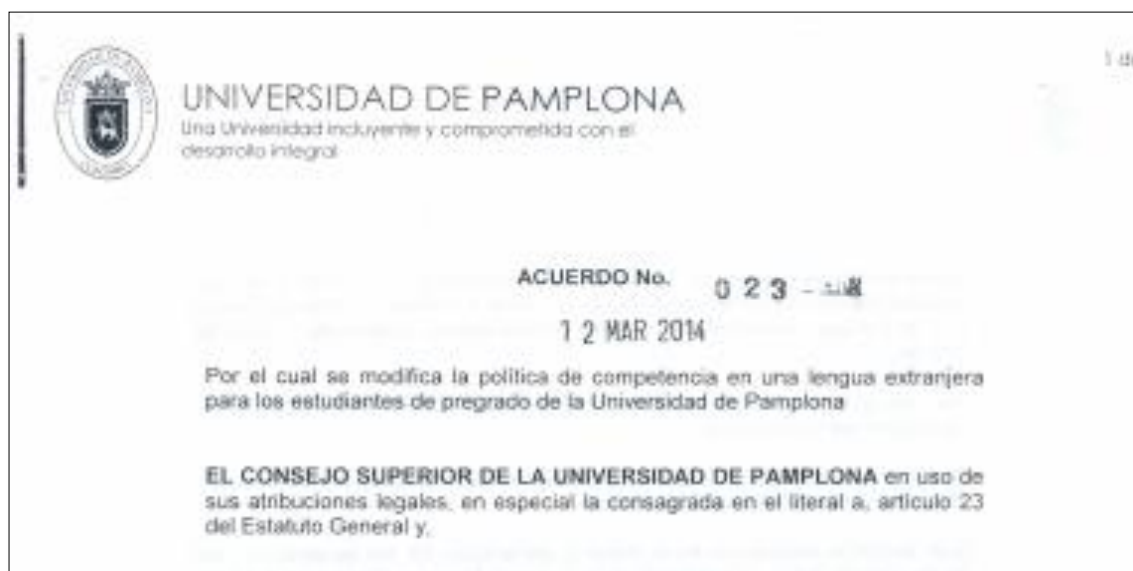 UNIVERSIDAD DE PAMPLONA
Una Universidad incluyente y comprometida con el
desarrollo integral
ACUERDO No. 023 -
12 MAR 2014
Por el cual se modifica la política de competencia en una lengua extranjera
para los estudiantes de pregrado de la Universidad de Pamplona
EL CONSEJO SUPERIOR DE LA UNIVERSIDAD DE PAMPLONA en uso de
sus atribuciones legales, en especial la consagrada en el literal a, artículo 23
del Estatuto General y,